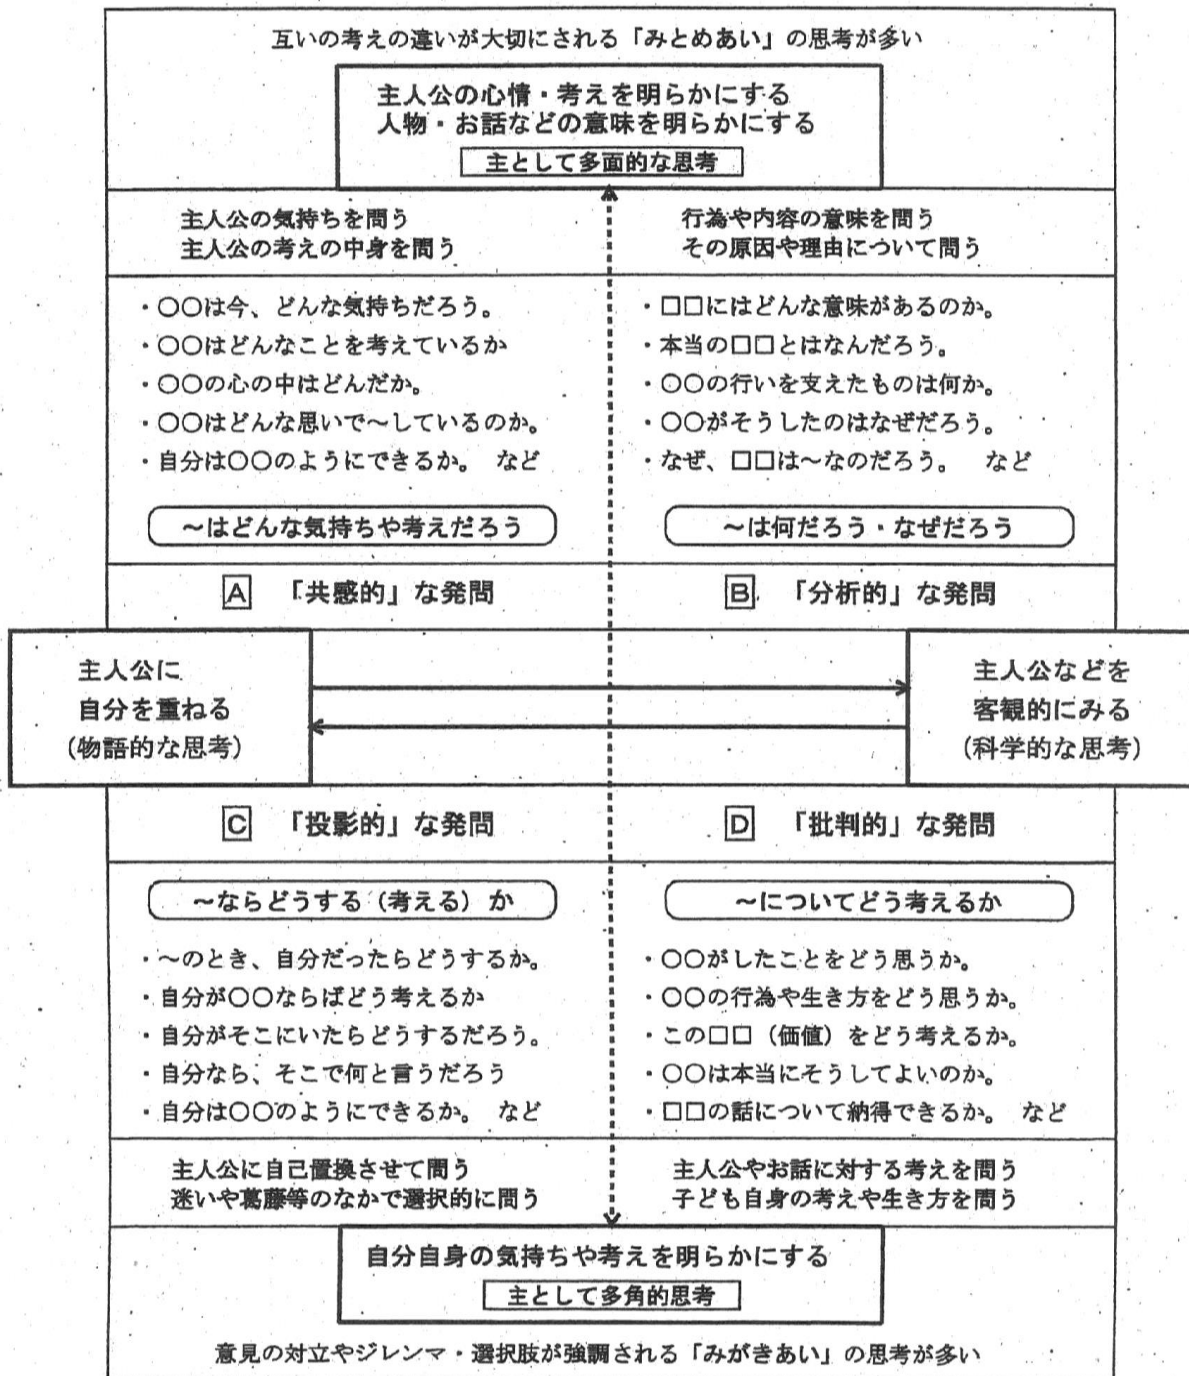 互いの考えの違いが大切にされる「みとめあい」の思考が多い
主人公の心情・考えを明らかにする
人物・お話などの意味を明らかにする
主として多面的な思考
主人公の気持ちを問う
主人公の考えの中身を問う
行為や内容の意味を問う
その原因や理由について問う
・〇〇は今、どんな気持ちだろう。
・〇〇はどんなことを考えているか
・〇〇の心の中はどんだか。
・〇〇はどんな思いで～しているのか。
・自分は〇〇のようにできるか。 など
～はどんな気持ちや考えだろう
・□□にはどんな意味があるのか。
・本当の□□とはなんだろう。
・〇〇の行いを支えたものは何か。
・〇〇がそうしたのはなぜだろう。
・なぜ、□□は～なのだろう。 など
～は何だろう・なぜだろう
A 「共感的」な発問
B 「分析的」な発問
主人公に
自分を重ねる
（物語的な思考）
主人公などを
客観的にみる
（科学的な思考）
C 「投影的」な発問
D 「批判的」な発問
～ならどうする（考える）か
・～のとき、自分だったらどうするか。
・自分が〇〇ならばどう考えるか
・自分がそこにいたらどうするだろう。
・自分なら、そこで何と言うだろう
・自分は〇〇のようにできるか。 など
～についてどう考えるか
・〇〇がしたことをどう思うか。
・〇〇の行為や生き方をどう思うか。
・この□□（価値）をどう考えるか。
・〇〇は本当にそうしてよいのか。
・□□の話について納得できるか。 など
主人公に自己置換させて問う
迷いや葛藤等のなかで選択的に問う
主人公やお話に対する考えを問う
子ども自身の考えや生き方を問う
自分自身の気持ちや考えを明らかにする
主として多角的思考
意見の対立やジレンマ・選択肢が強調される「みがきあい」の思考が多い